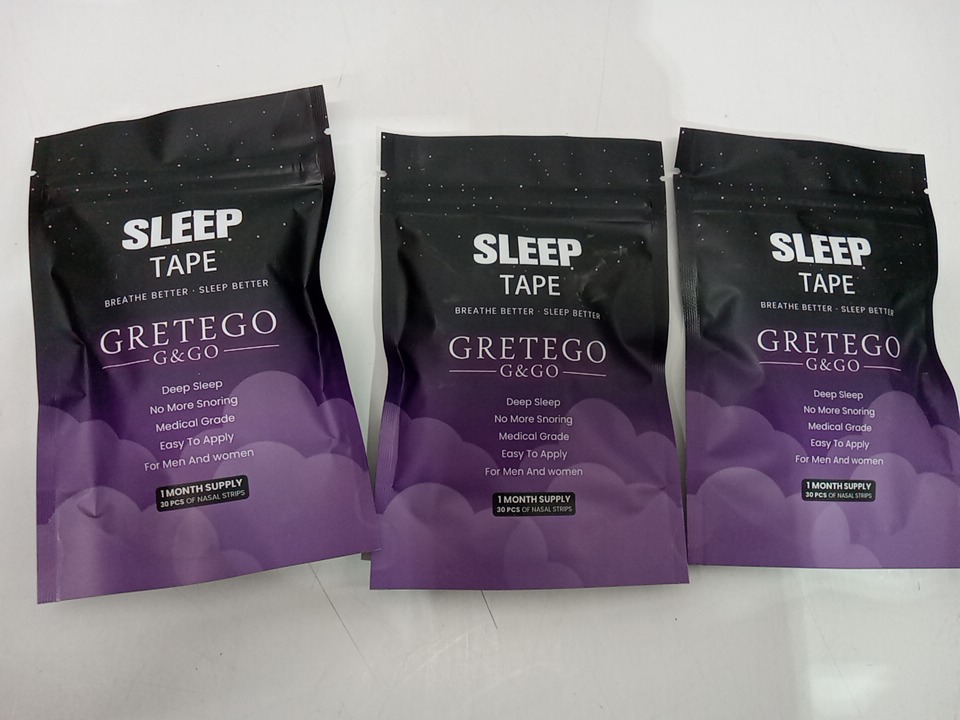 SLEEP
TAPE
BREATHE BETTER · SLEEP BETTER
GRETEGO
G&GO
Deep Sleep
No More Snoring
Medical Grade
Easy To Apply
For Men And women
1 MONTH SUPPLY
30 PCS OF NASAL STRIPS
SLEEP
TAPE
BREATHE BETTER · SLEEP BETTER
GRETEGO
G&GO
Deep Sleep
No More Snoring
Medical Grade
Easy To Apply
For Men And women
1 MONTH SUPPLY
30 PCS OF NASAL STRIPS
SLEEP
TAPE
BREATHE BETTER · SLEEP BETTER
GRETEGO
G&GO
Deep Sleep
No More Snoring
Medical Grade
Easy To Apply
For Men And women
1 MONTH SUPPLY
30 PCS OF NASAL STRIPS